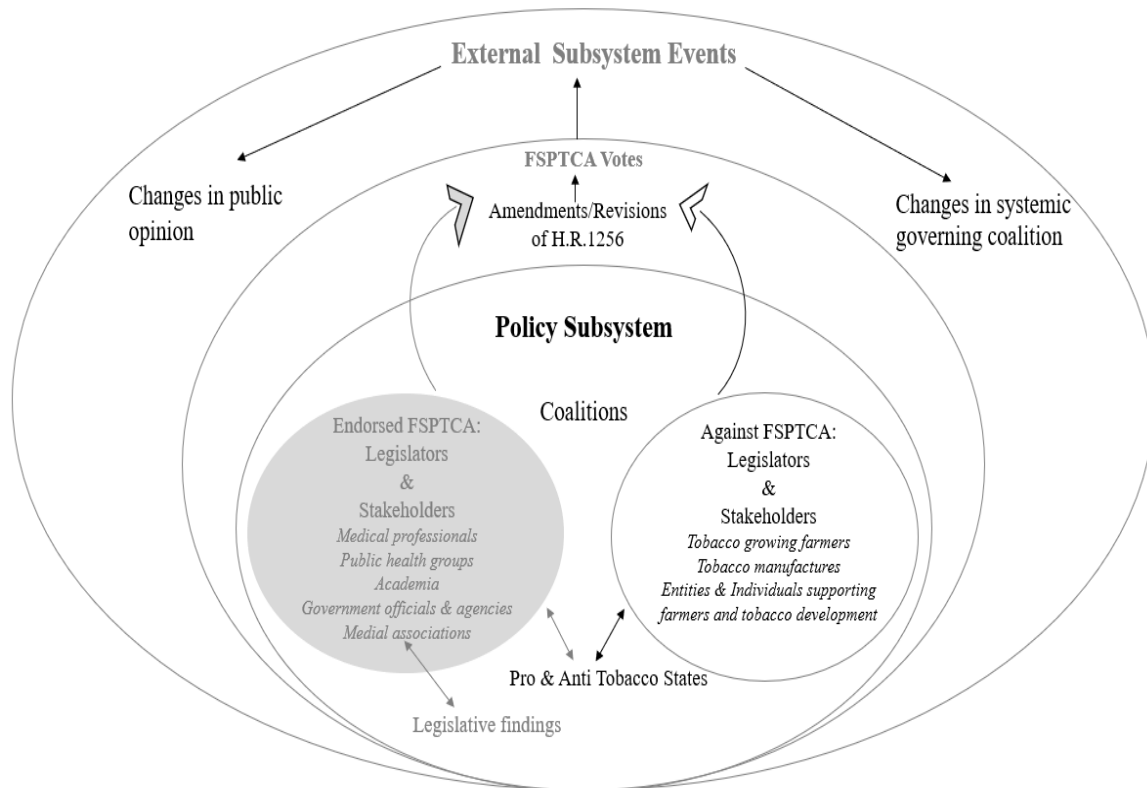 External Subsystem Events
FSPTCA Votes
Changes in public
opinion
Amendments/Revisions
of H.R.1256
Changes in systemic
governing coalition
Policy Subsystem
Coalitions
Endorsed FSPTCA:
Legislators
&
Stakeholders
Medical professionals
Public health groups
Academia
Government officials & agencies
Medial associations
Against FSPTCA:
Legislators
&
Stakeholders
Tobacco growing farmers
Tobacco manufactures
Entities & Individuals supporting
farmers and tobacco development
Pro & Anti Tobacco States
Legislative findings